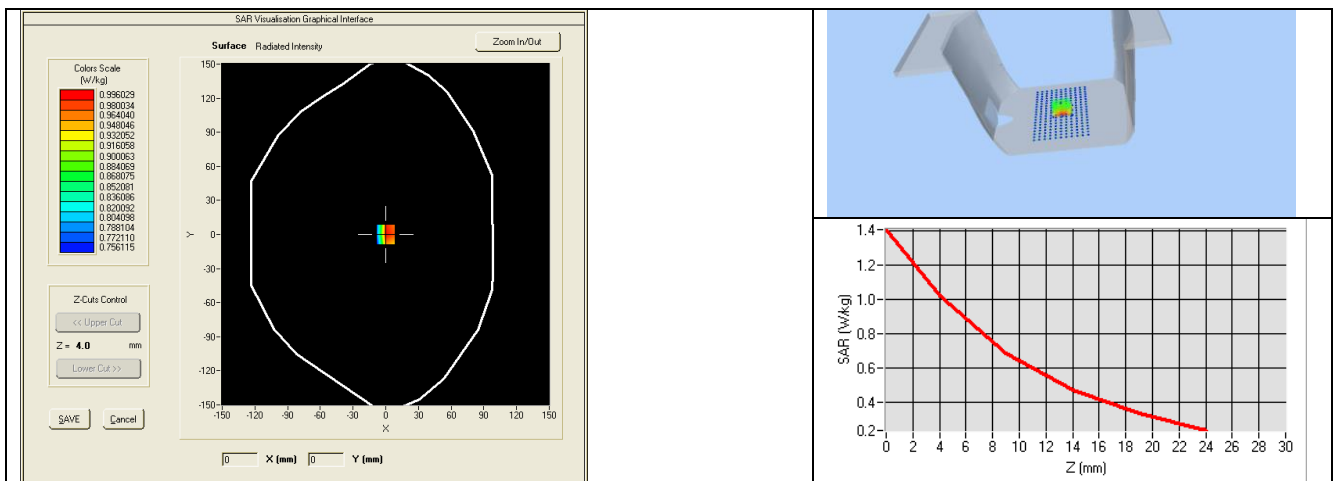 SAR Visualisation Graphical Interface
Surface Radiated Intensity
Zoom In/Out
Colors Scale
(W/kg)
0.996029
0.980034
0.964040
0.948046
0.932052
0.916058
0.900063
0.884069
0.868075
0.852081
0.836086
0.820092
0.804098
0.788104
0.772110
0.756115
Z-Cuts Control
<< Upper Cut
Z = 4.0 mm
Lower Cut >>
SAVE Cancel
Y
150
120
90
60
30
0
-30
-60
-90
-120
-150
-150 -120 -90 -60 -30 0 30 60 90 120 150
X
0 X (mm) 0 Y (mm)
SAR (W/kg)
1.4
1.2
1.0
0.8
0.6
0.4
0.2
0 2 4 6 8 10 12 14 16 18 20 22 24 26 28 30
Z (mm)